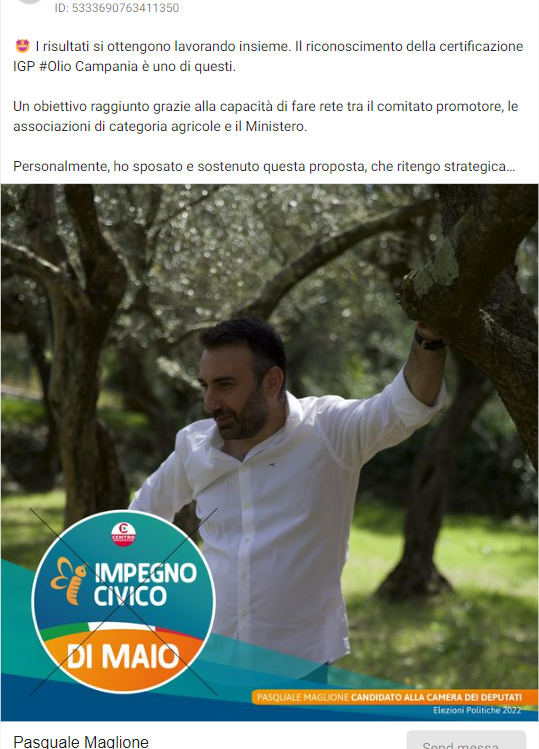 ID: 5333690763411350
🤩 I risultati si ottengono lavorando insieme. Il riconoscimento della certificazione
IGP #Olio Campania è uno di questi.
Un obiettivo raggiunto grazie alla capacità di fare rete tra il comitato promotore, le
associazioni di categoria agricole e il Ministero.
Personalmente, ho sposato e sostenuto questa proposta, che ritengo strategica...
C
CENTRO
IMPEGNO
CIVICO
DI MAIO
PASQUALE MAGLIONE CANDIDATO ALLA CAMERA DEI DEPUTATI
Elezioni Politiche 2022
Pasquale Maglione
Send messa